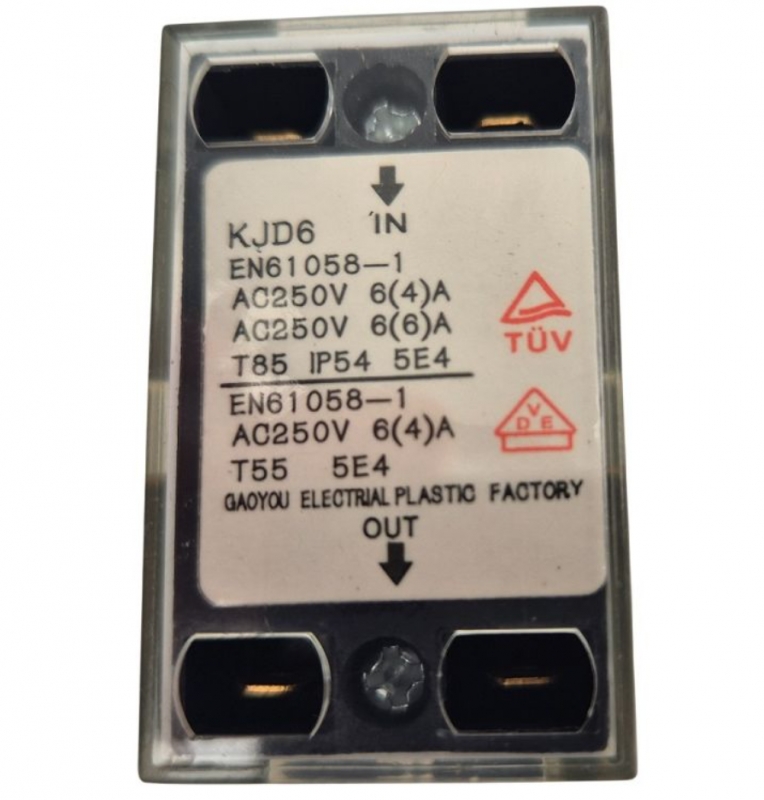 IN
KJD6
EN61058-1
AC250V 6(4)A
AC250V 6(6)A
T85 IP54 5E4
TÜV
EN61058-1
AC250V 6(4)A
VDE
T55 5E4
GAOYOU ELECTRIAL PLASTIC FACTORY
OUT